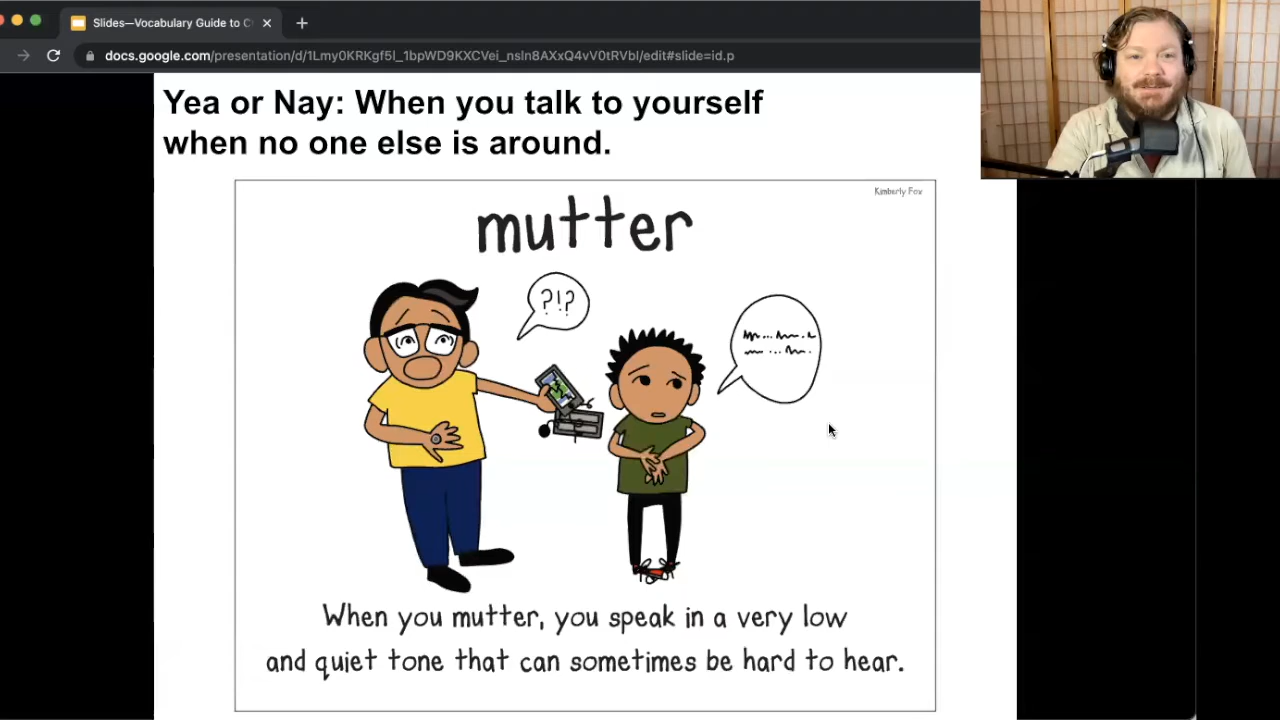 Slides—Vocabulary Guide to C
docs.google.com/presentation/d/1Lmy0KRKgf5l_1bpWD9KXCVei_nsIn8AXxQ4vV0tRVbI/edit#slide=id.p
Yea or Nay: When you talk to yourself
when no one else is around.
Kimberly Fox
mutter
?!?
When you mutter, you speak in a very low
and quiet tone that can sometimes be hard to hear.